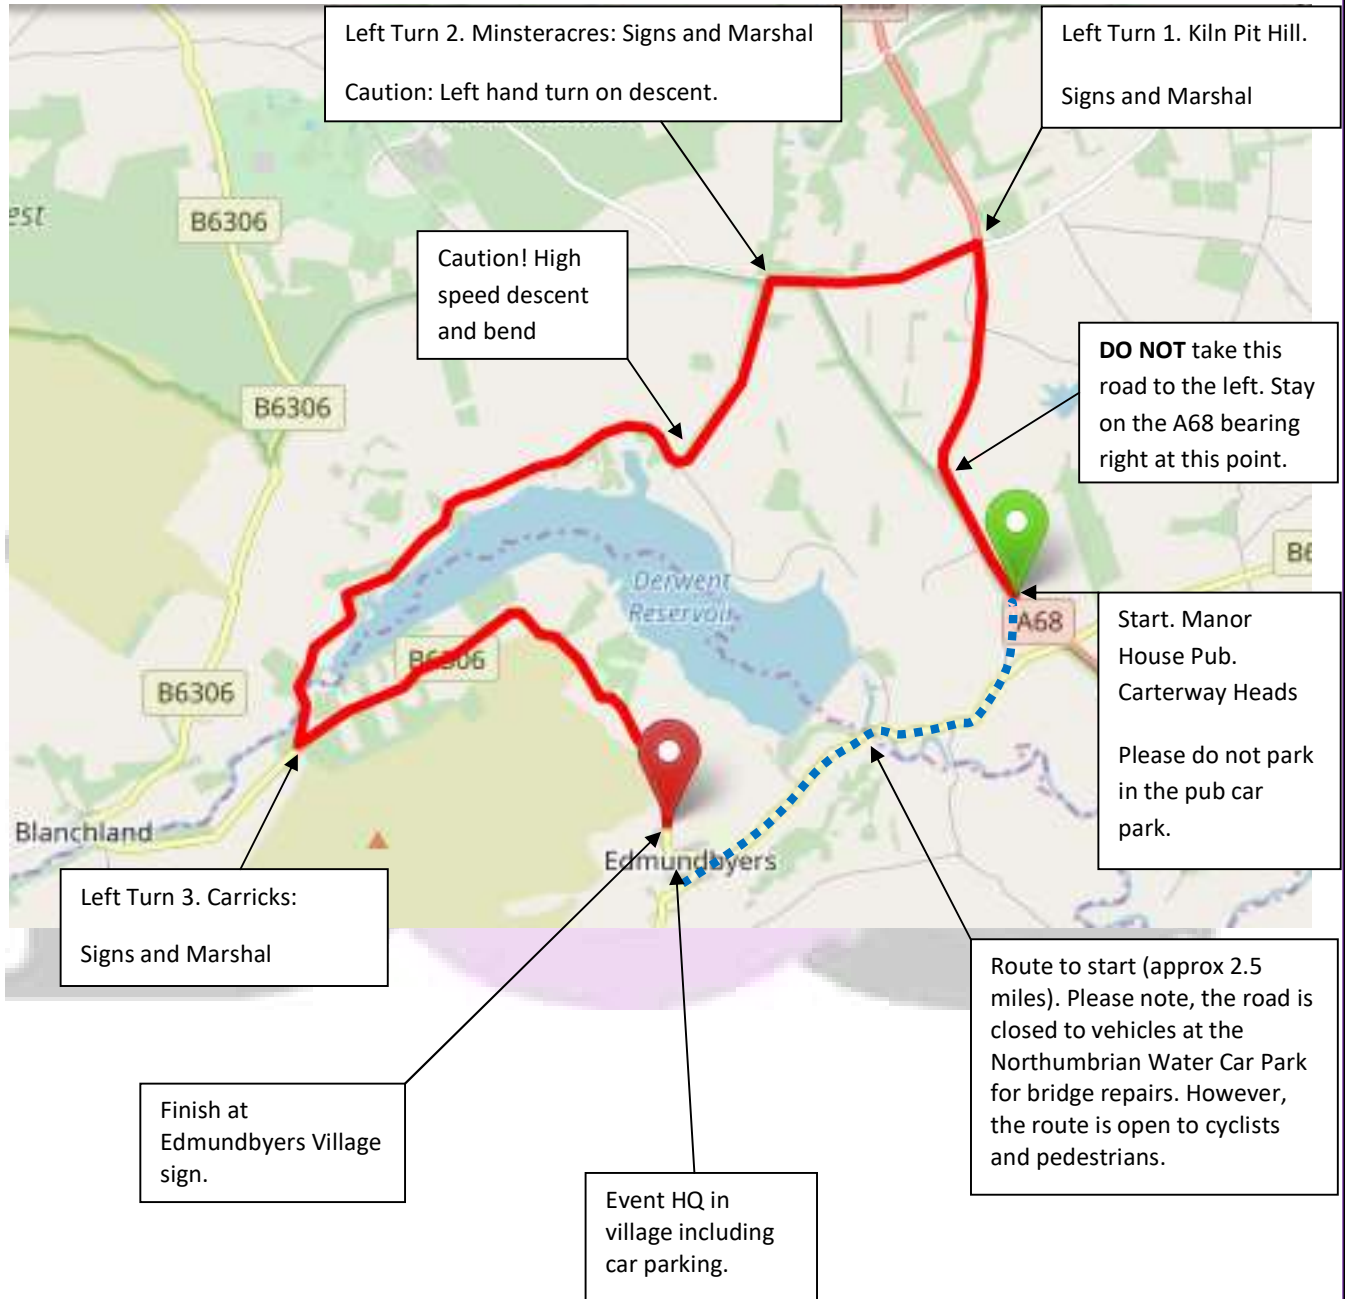 Left Turn 2. Minsteracres: Signs and Marshal
Caution: Left hand turn on descent.
Left Turn 1. Kiln Pit Hill.
Signs and Marshal
est
B6306
Caution! High
speed descent
and bend
DO NOT take this
road to the left. Stay
on the A68 bearing
right at this point.
B6306
B6
Derwent
Reservoir
A68
Start. Manor
House Pub.
Carterway Heads
Please do not park
in the pub car
park.
B6306
B6306
Blanchland
Edmundbyers
Left Turn 3. Carricks:
Signs and Marshal
Route to start (approx 2.5
miles). Please note, the road is
closed to vehicles at the
Northumbrian Water Car Park
for bridge repairs. However,
the route is open to cyclists
and pedestrians.
Finish at
Edmundbyers Village
sign.
Event HQ in
village including
car parking.